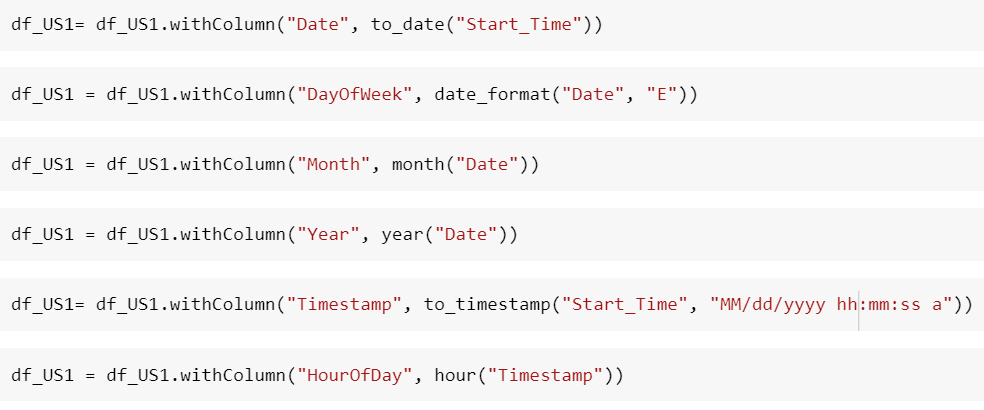 df_US1= df_US1.withColumn("Date", to_date("Start_Time"))
df_US1 = df_US1.withColumn("DayOfWeek", date_format("Date", "E"))
df_US1 = df_US1.withColumn("Month", month("Date"))
df_US1 = df_US1.withColumn("Year", year("Date"))
df_US1= df_US1.withColumn("Timestamp", to_timestamp("Start_Time", "MM/dd/yyyy hh:mm:ss a"))
df_US1 = df_US1.withColumn("HourOfDay", hour("Timestamp"))